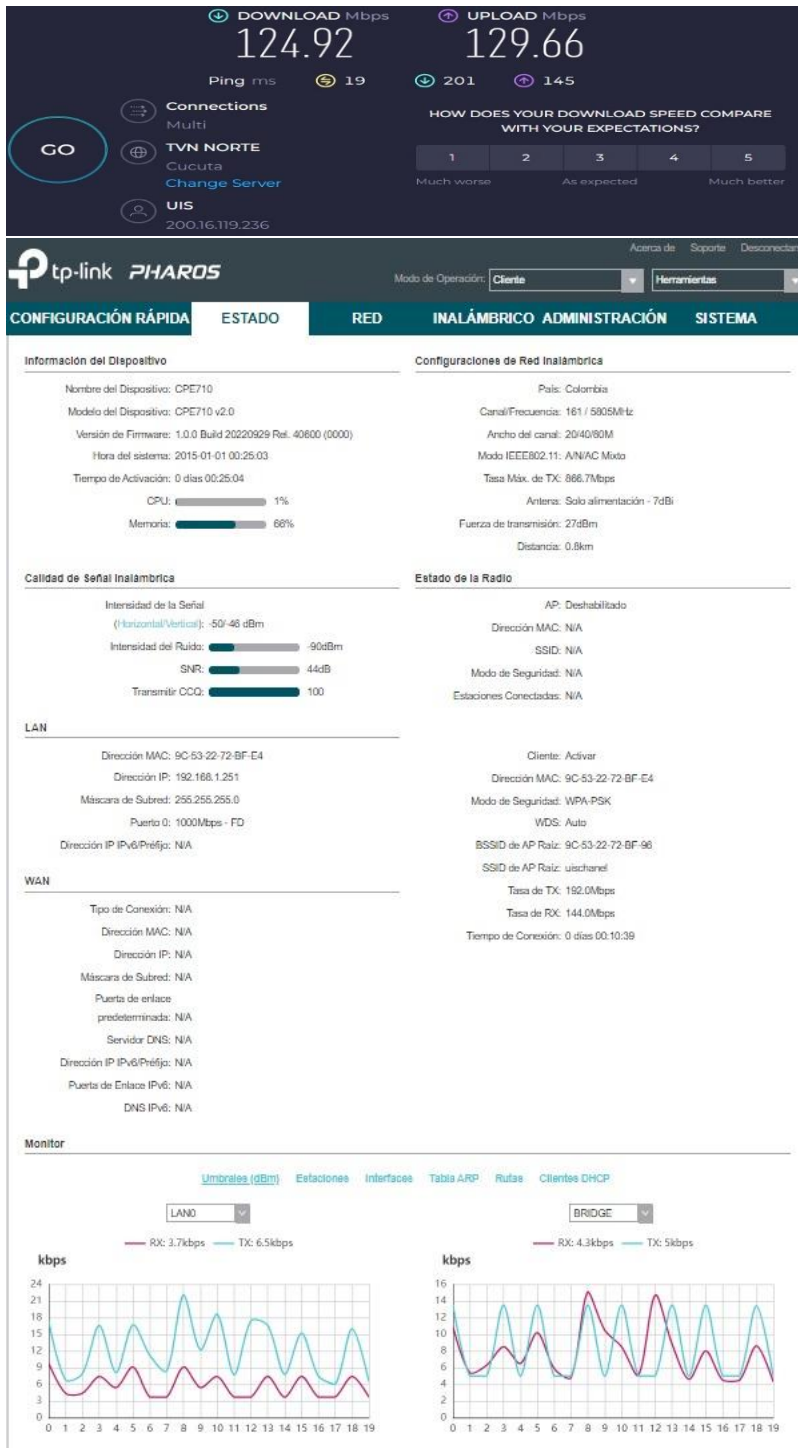 DOWNLOAD Mbps
124.92
UPLOAD Mbps
129.66
Ping ms 19 201 145
GO
Connections
Multi
TVN NORTE
Cucuta
Change Server
UIS
200.16.119.236
HOW DOES YOUR DOWNLOAD SPEED COMPARE
WITH YOUR EXPECTATIONS?
1 2 3 4 5
Much worse As expected Much better
Acerca de Soporte Desconectar
tp-link PHAROS
Modo de Operación: Cliente Herramientas
CONFIGURACIÓN RÁPIDA ESTADO RED INALÁMBRICO ADMINISTRACIÓN SISTEMA
Información del Dispositivo
Nombre del Dispositivo: CPE710
Modelo del Dispositivo: CPE710 v2.0
Versión de Firmware: 1.0.0 Build 20220929 Rel. 40600 (0000)
Hora del sistema: 2015-01-01 00:25:03
Tiempo de Activación: 0 días 00:25:04
CPU: 1%
Memoria: 66%
Configuraciones de Red Inalámbrica
País: Colombia
Canal/Frecuencia: 161 / 5805MHz
Ancho del canal: 20/40/80M
Modo IEEE802.11: A/N/AC Mixto
Tasa Máx. de TX: 866.7Mbps
Antena: Solo alimentación - 7dBi
Fuerza de transmisión: 27dBm
Distancia: 0.8km
Calidad de Señal Inalámbrica
Intensidad de la Señal
(Horizontal/Vertical): -50/-46 dBm
Intensidad del Ruido: -90dBm
SNR: 44dB
Transmitir CCQ: 100
Estado de la Radio
AP: Deshabilitado
Dirección MAC: N/A
SSID: N/A
Modo de Seguridad: N/A
Estaciones Conectadas: N/A
LAN
Dirección MAC: 9C-53-22-72-BF-E4
Dirección IP: 192.168.1.251
Máscara de Subred: 255.255.255.0
Puerto 0: 1000Mbps - FD
Dirección IP IPv6/Préfijo: N/A
Cliente: Activar
Dirección MAC: 9C-53-22-72-BF-E4
Modo de Seguridad: WPA-PSK
WDS: Auto
BSSID de AP Raíz: 9C-53-22-72-BF-96
SSID de AP Raíz: uischanel
Tasa de TX: 192.0Mbps
Tasa de RX: 144.0Mbps
Tiempo de Conexión: 0 días 00:10:39
WAN
Tipo de Conexión: N/A
Dirección MAC: N/A
Dirección IP: N/A
Máscara de Subred: N/A
Puerta de enlace
predeterminada: N/A
Servidor DNS: N/A
Dirección IP IPv6/Préfijo: N/A
Puerta de Enlace IPv6: N/A
DNS IPv6: N/A
Monitor
Umbrales (dBm) Estaciones Interfaces Tabla ARP Rutas Clientes DHCP
LAN0
RX: 3.7kbps TX: 6.5kbps
kbps
24
21
18
15
12
9
6
3
0
0 1 2 3 4 5 6 7 8 9 10 11 12 13 14 15 16 17 18 19
BRIDGE
RX: 4.3kbps TX: 5kbps
kbps
16
14
12
10
8
6
4
2
0
0 1 2 3 4 5 6 7 8 9 10 11 12 13 14 15 16 17 18 19